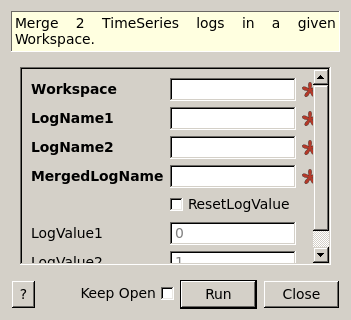 Merge 2 TimeSeries logs in a given
Workspace.
Workspace
LogName1
LogName2
MergedLogName
ResetLogValue
LogValue1 0
LogValue2 1
? Keep Open Run Close